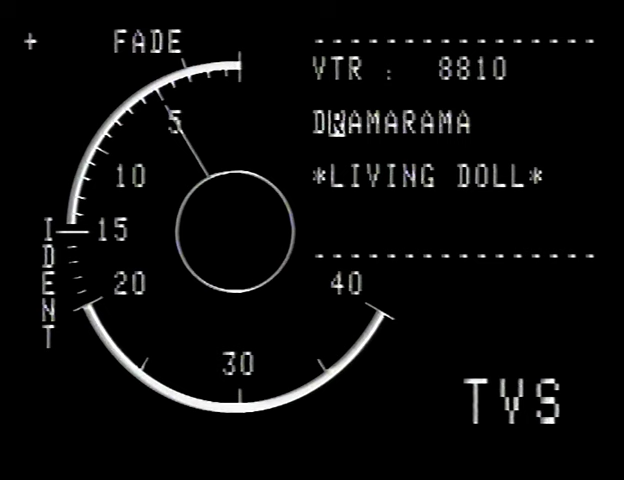 + FADE
VTR : 8810
DRAMARAMA
*LIVING DOLL*
5
10
15
20
30
40
IDENT
TVS